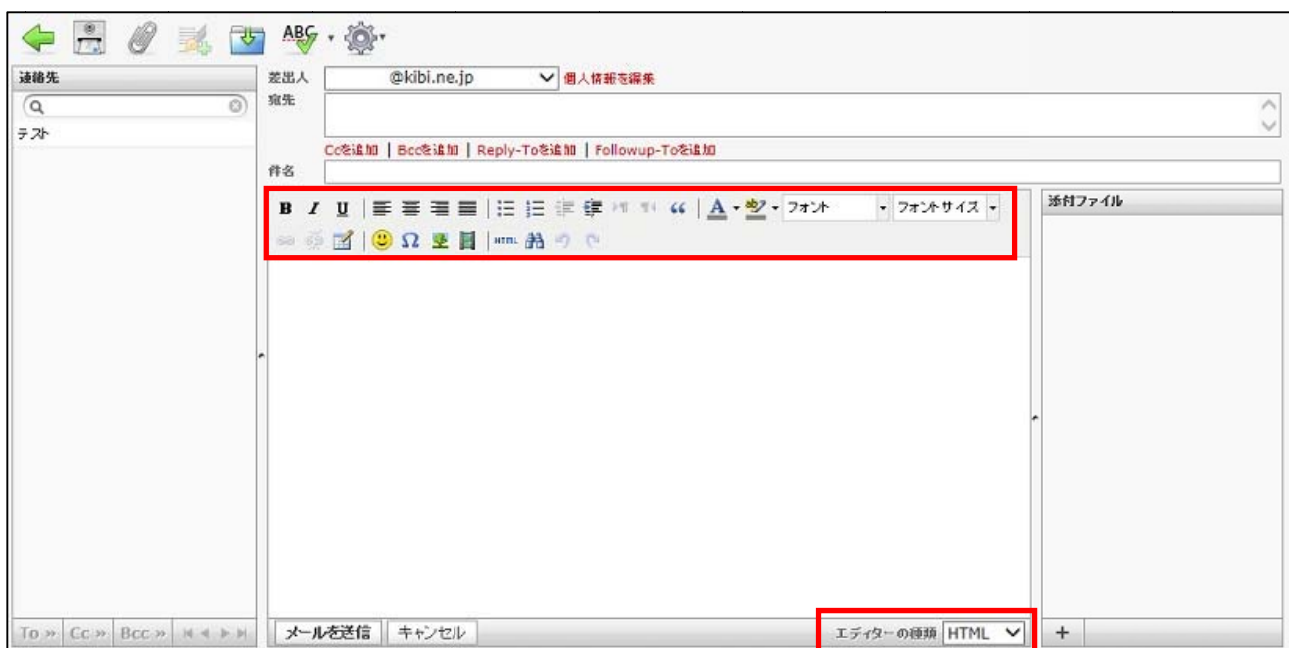 ABC
連絡先
テスト
差出人 @kibi.ne.jp 個人情報を編集
宛先
Ccを追加 | Bccを追加 | Reply-Toを追加 | Followup-Toを追加
件名
B I U A ab フォント フォントサイズ
Ω HTML
添付ファイル
To » Cc » Bcc »
メールを送信 キャンセル エディターの種類 HTML +